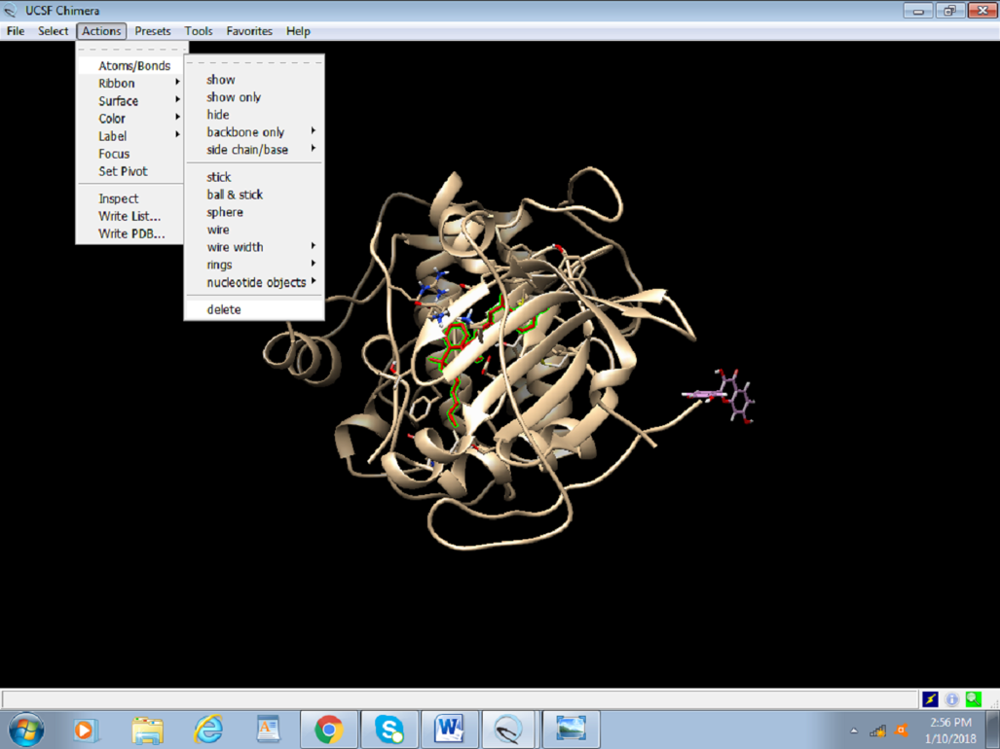 UCSF Chimera
File Select Actions Presets Tools Favorites Help
Atoms/Bonds
Ribbon
Surface
Color
Label
Focus
Set Pivot
Inspect
Write List...
Write PDB...
show
show only
hide
backbone only
side chain/base
stick
ball & stick
sphere
wire
wire width
rings
nucleotide objects
delete
2:56 PM
1/10/2018